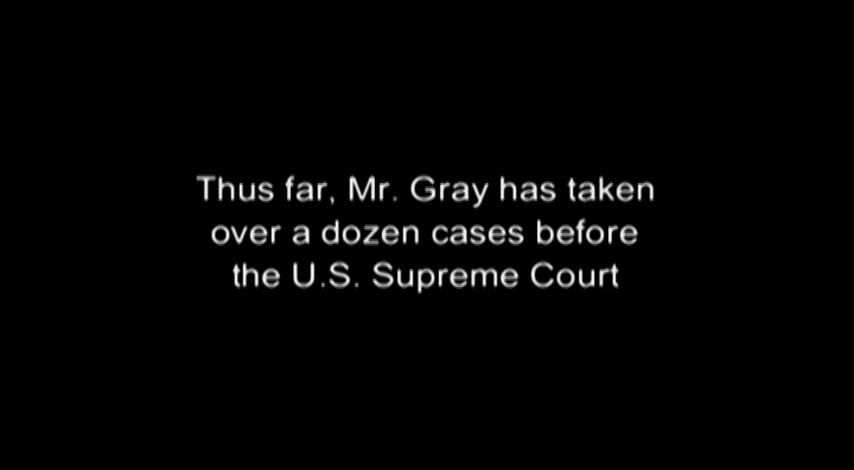 Thus far, Mr. Gray has taken
over a dozen cases before
the U.S. Supreme Court